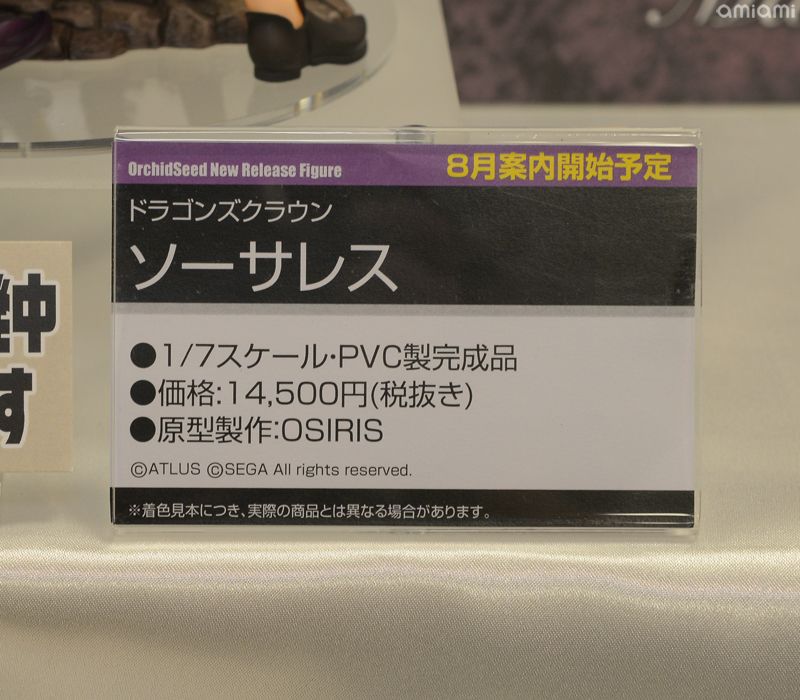 amiami
OrchidSeed New Release Figure
8月案内開始予定
ドラゴンズクラウン
ソーサレス
●1/7スケール・PVC製完成品
●価格:14,500円(税抜き)
●原型製作:OSIRIS
©ATLUS ©SEGA All rights reserved.
※着色見本につき、実際の商品とは異なる場合があります。
中
す